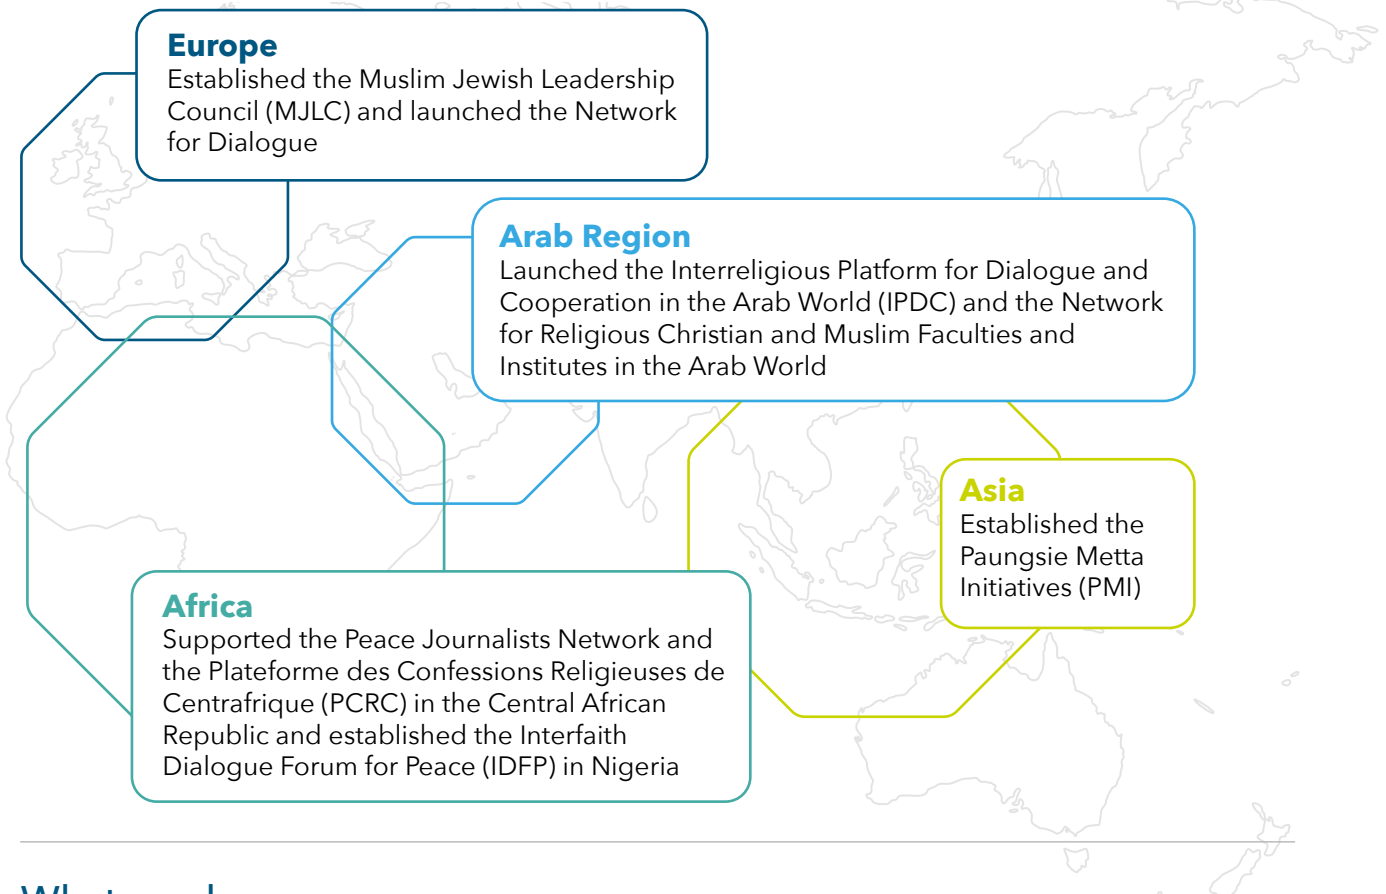 Europe
Established the Muslim Jewish Leadership
Council (MJLC) and launched the Network
for Dialogue
Arab Region
Launched the Interreligious Platform for Dialogue and
Cooperation in the Arab World (IPDC) and the Network
for Religious Christian and Muslim Faculties and
Institutes in the Arab World
Asia
Established the
Paungsie Metta
Initiatives (PMI)
Africa
Supported the Peace Journalists Network and
the Plateforme des Confessions Religieuses de
Centrafrique (PCRC) in the Central African
Republic and established the Interfaith
Dialogue Forum for Peace (IDFP) in Nigeria